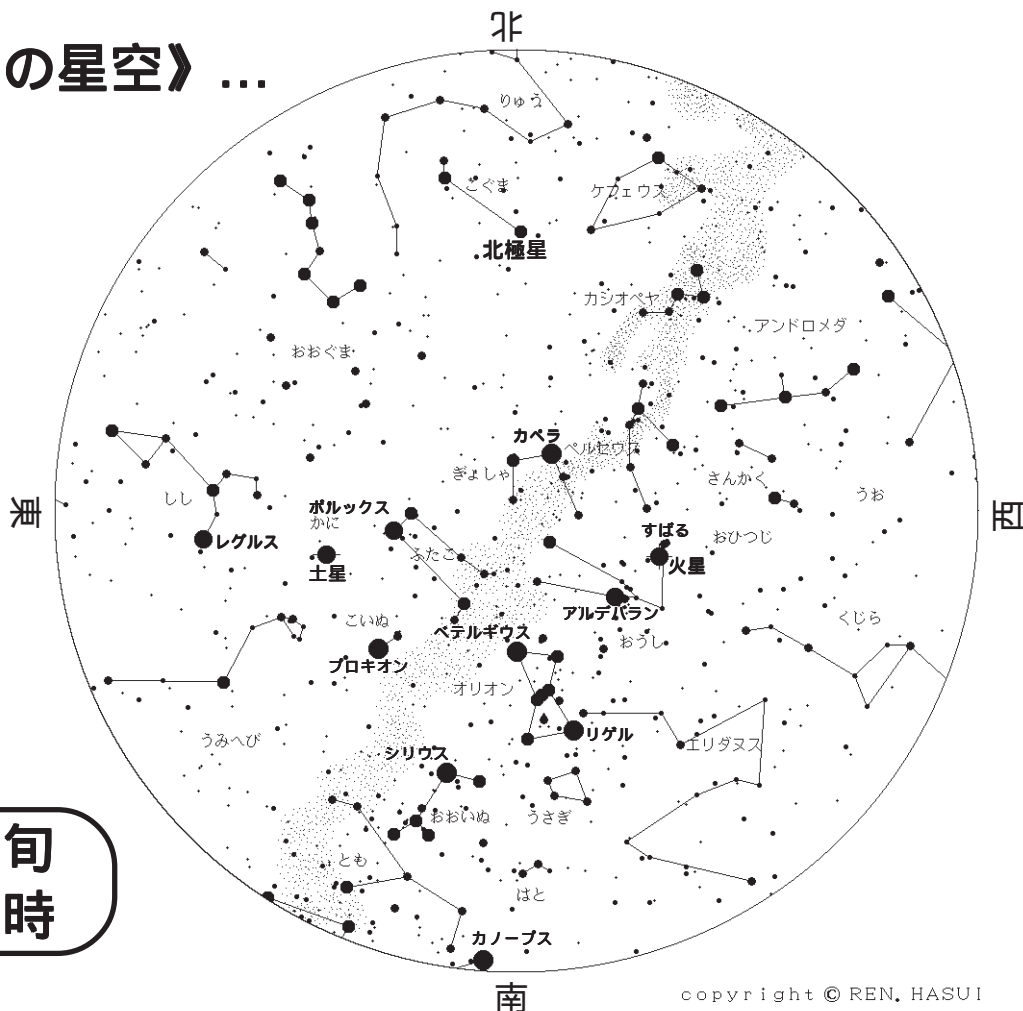 北
の星空》…
りゅう
こぐま
ケフェウス
北極星
カシオペヤ
アンドロメダ
おおぐま
カペラ
ペルセウス
ぎょしゃ
さんかく
うお
しし
ポルックス
かに
すばる
おひつじ
東
西
レグルス
ふたご
火星
土星
アルデバラン
こいぬ
ベテルギウス
くじら
おうし
プロキオン
オリオン
リゲル
うみへび
エリダヌス
シリウス
おおいぬ
うさぎ
旬
とも
はと
時
カノープス
南
copyright © REN. HASUI